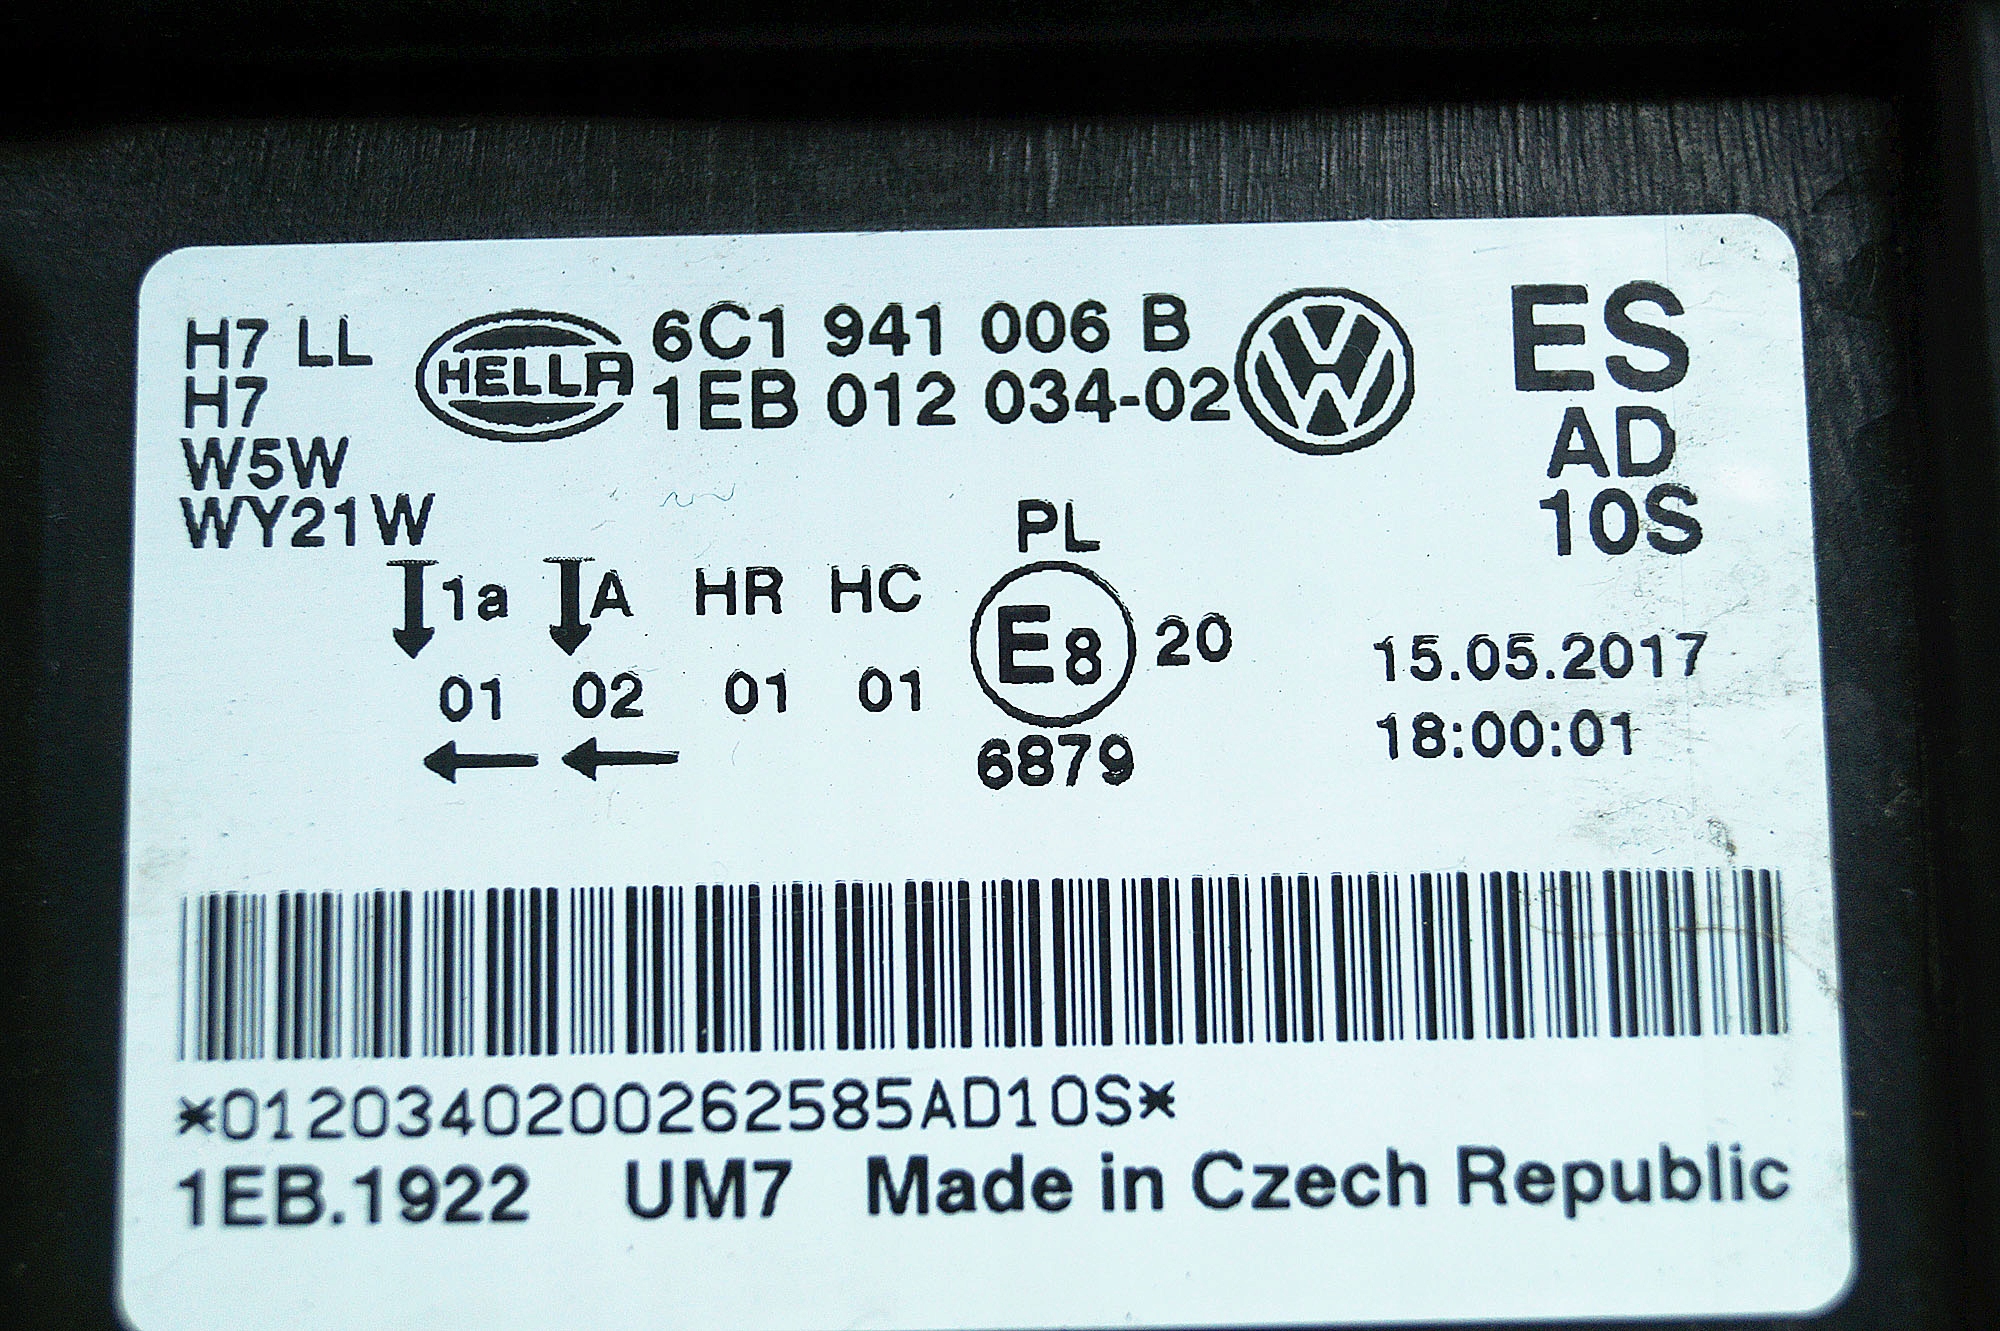 H7 LL
H7
W5W
WY21W
HELLA
6C1 941 006 B
1EB 012 034-02
VW
ES
AD
10S
1a A HR HC
01 02 01 01
PL
E8 20
6879
15.05.2017
18:00:01
*0120340200262585AD10S*
1EB.1922 UM7 Made in Czech Republic